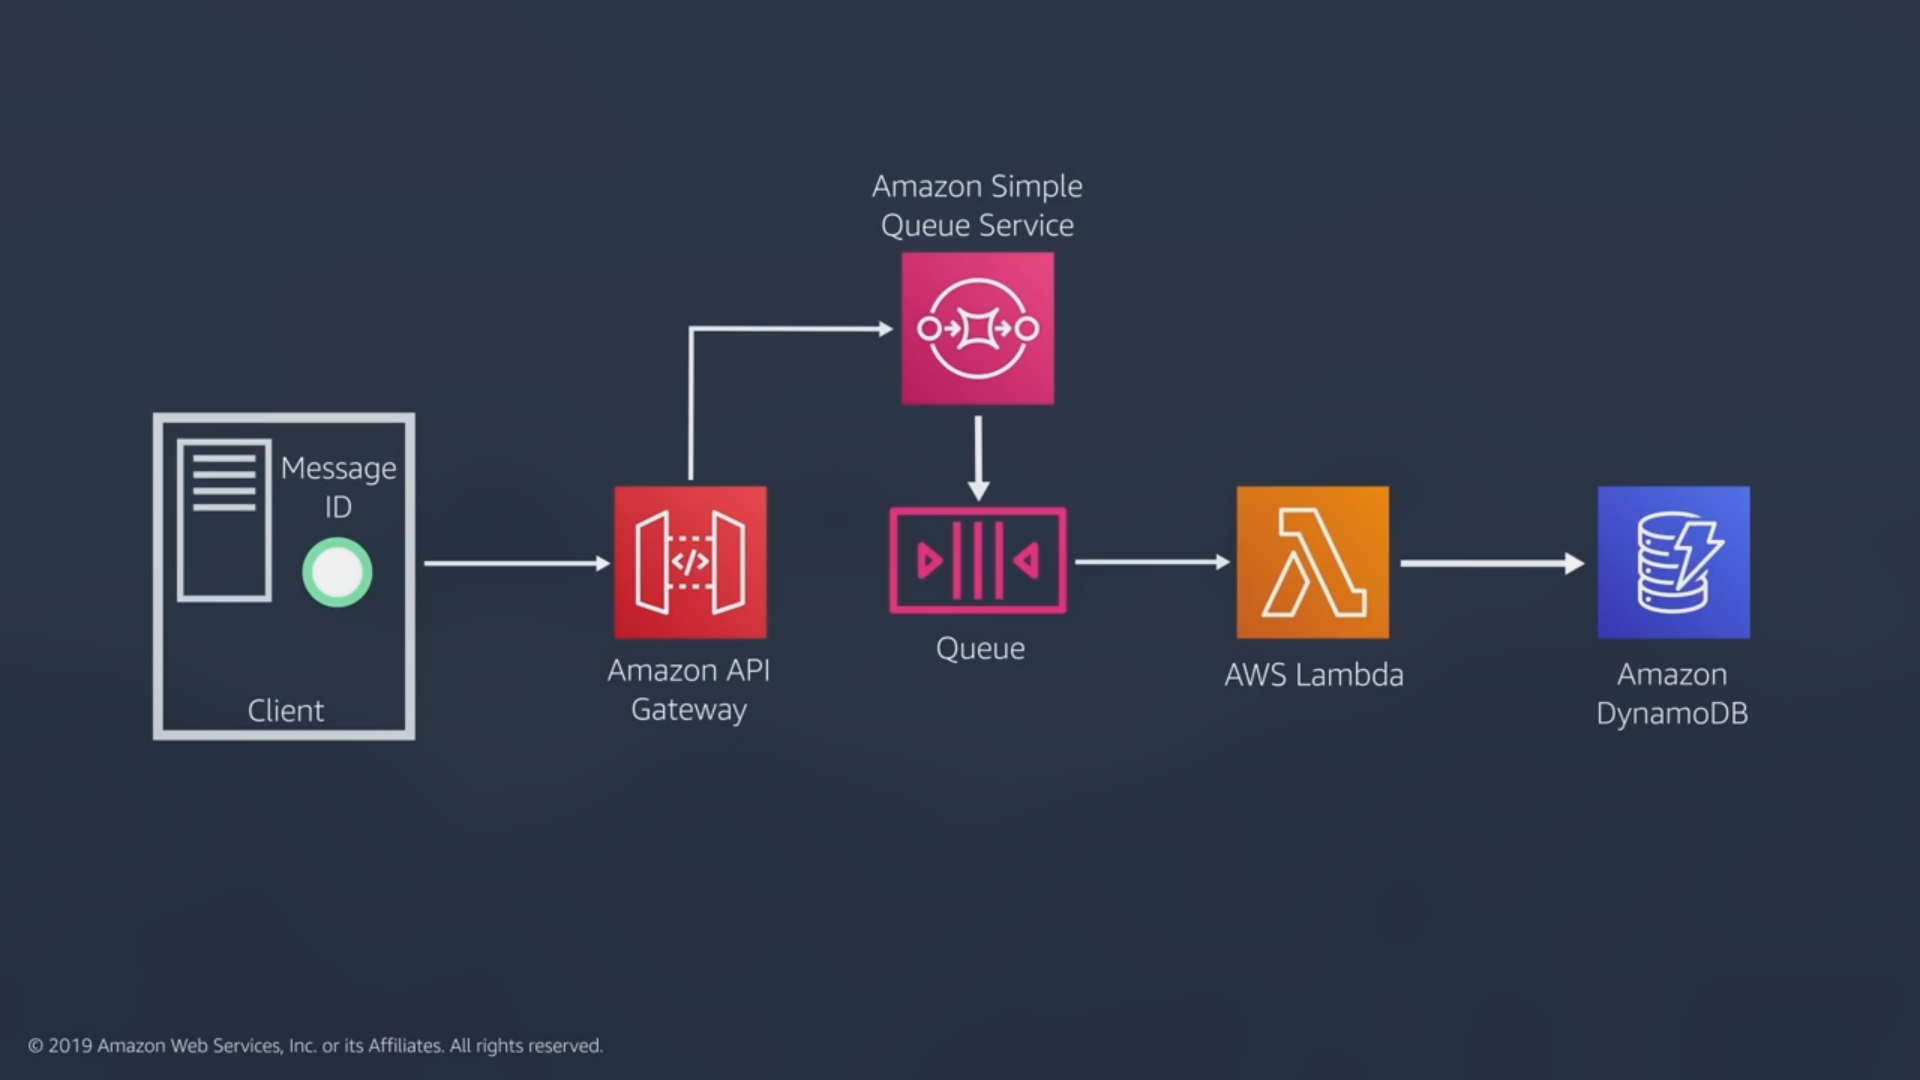 Amazon Simple
Queue Service
Message
ID
Client
</>
Amazon API
Gateway
Queue
AWS Lambda
Amazon
DynamoDB
© 2019 Amazon Web Services, Inc. or its Affiliates. All rights reserved.